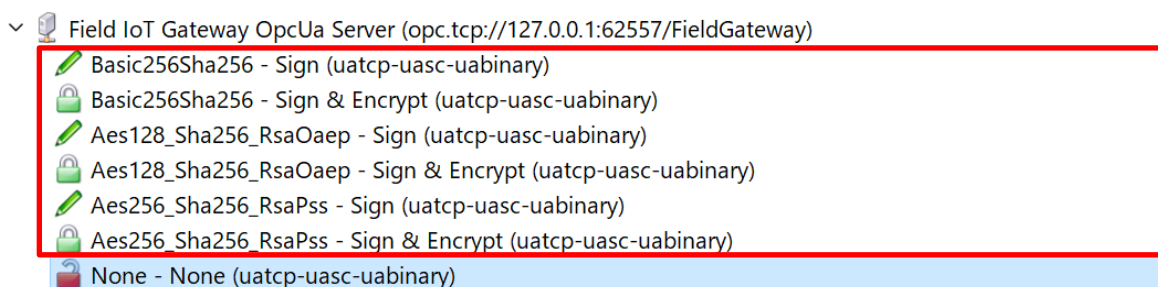 Field IoT Gateway OpcUa Server (opc.tcp://127.0.0.1:62557/FieldGateway)
Basic256Sha256 - Sign (uatcp-uasc-uabinary)
Basic256Sha256 - Sign & Encrypt (uatcp-uasc-uabinary)
Aes128_Sha256_RsaOaep - Sign (uatcp-uasc-uabinary)
Aes128_Sha256_RsaOaep - Sign & Encrypt (uatcp-uasc-uabinary)
Aes256_Sha256_RsaPss - Sign (uatcp-uasc-uabinary)
Aes256_Sha256_RsaPss - Sign & Encrypt (uatcp-uasc-uabinary)
None - None (uatcp-uasc-uabinary)